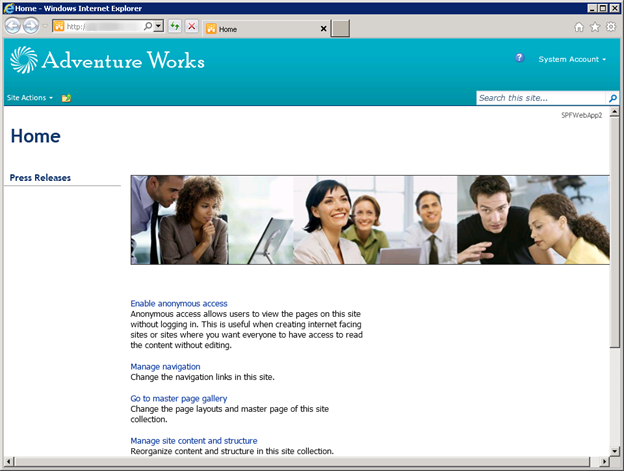 Home - Windows Internet Explorer
http://
Home
Adventure Works
System Account
Site Actions
Search this site...
SPFWebApp2
Home
Press Releases
Enable anonymous access
Anonymous access allows users to view the pages on this site
without logging in. This is useful when creating internet facing
sites or sites where you want everyone to have access to read
the content without editing.
Manage navigation
Change the navigation links in this site.
Go to master page gallery
Change the page layouts and master page of this site
collection.
Manage site content and structure
Reorganize content and structure in this site collection.